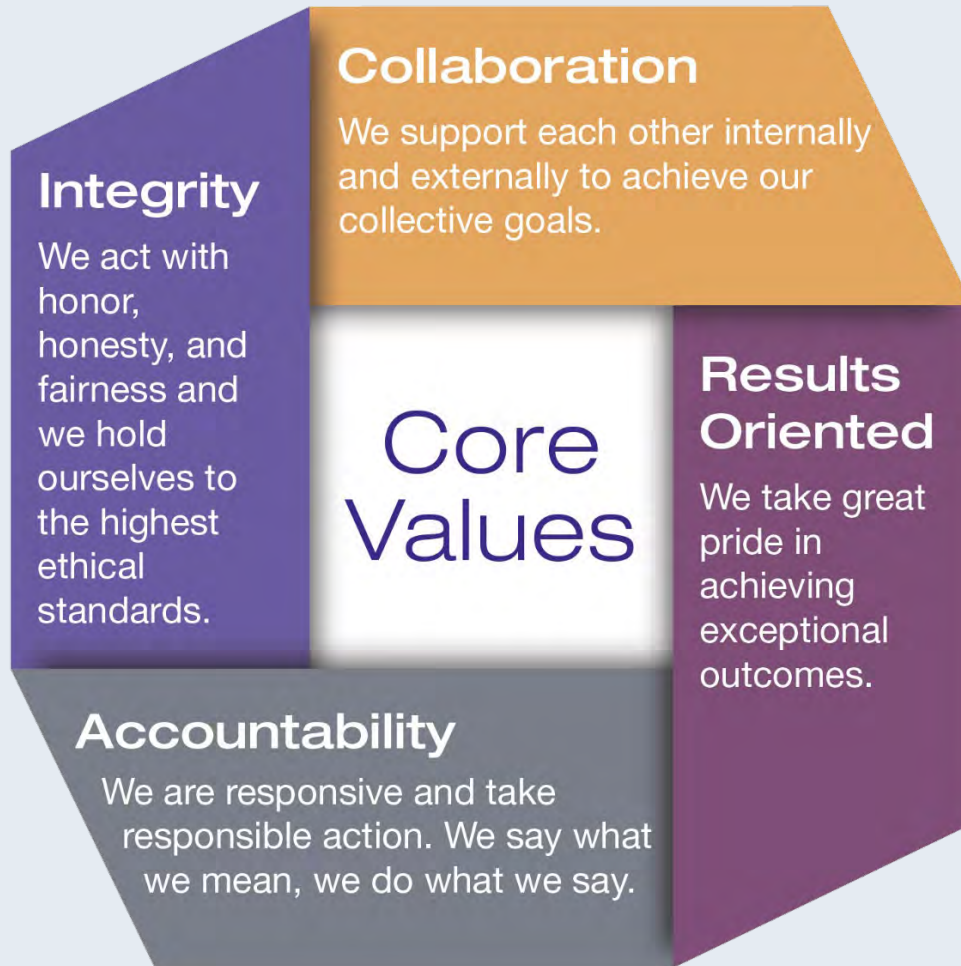 Collaboration
We support each other internally
and externally to achieve our
collective goals.
Integrity
We act with
honor,
honesty, and
fairness and
we hold
ourselves to
the highest
ethical
standards.
Core
Values
Results
Oriented
We take great
pride in
achieving
exceptional
outcomes.
Accountability
We are responsive and take
responsible action. We say what
we mean, we do what we say.